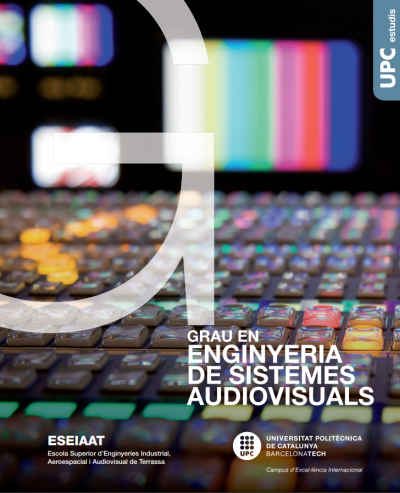 UPC estudis
G
GRAU EN
ENGINYERIA
DE SISTEMES
AUDIOVISUALS
ESEIAAT
Escola Superior d'Enginyeries Industrial,
Aeroespacial i Audiovisual de Terrassa
UPC
UNIVERSITAT POLITÈCNICA
DE CATALUNYA
BARCELONATECH
Campus d'Excel·lència Internacional